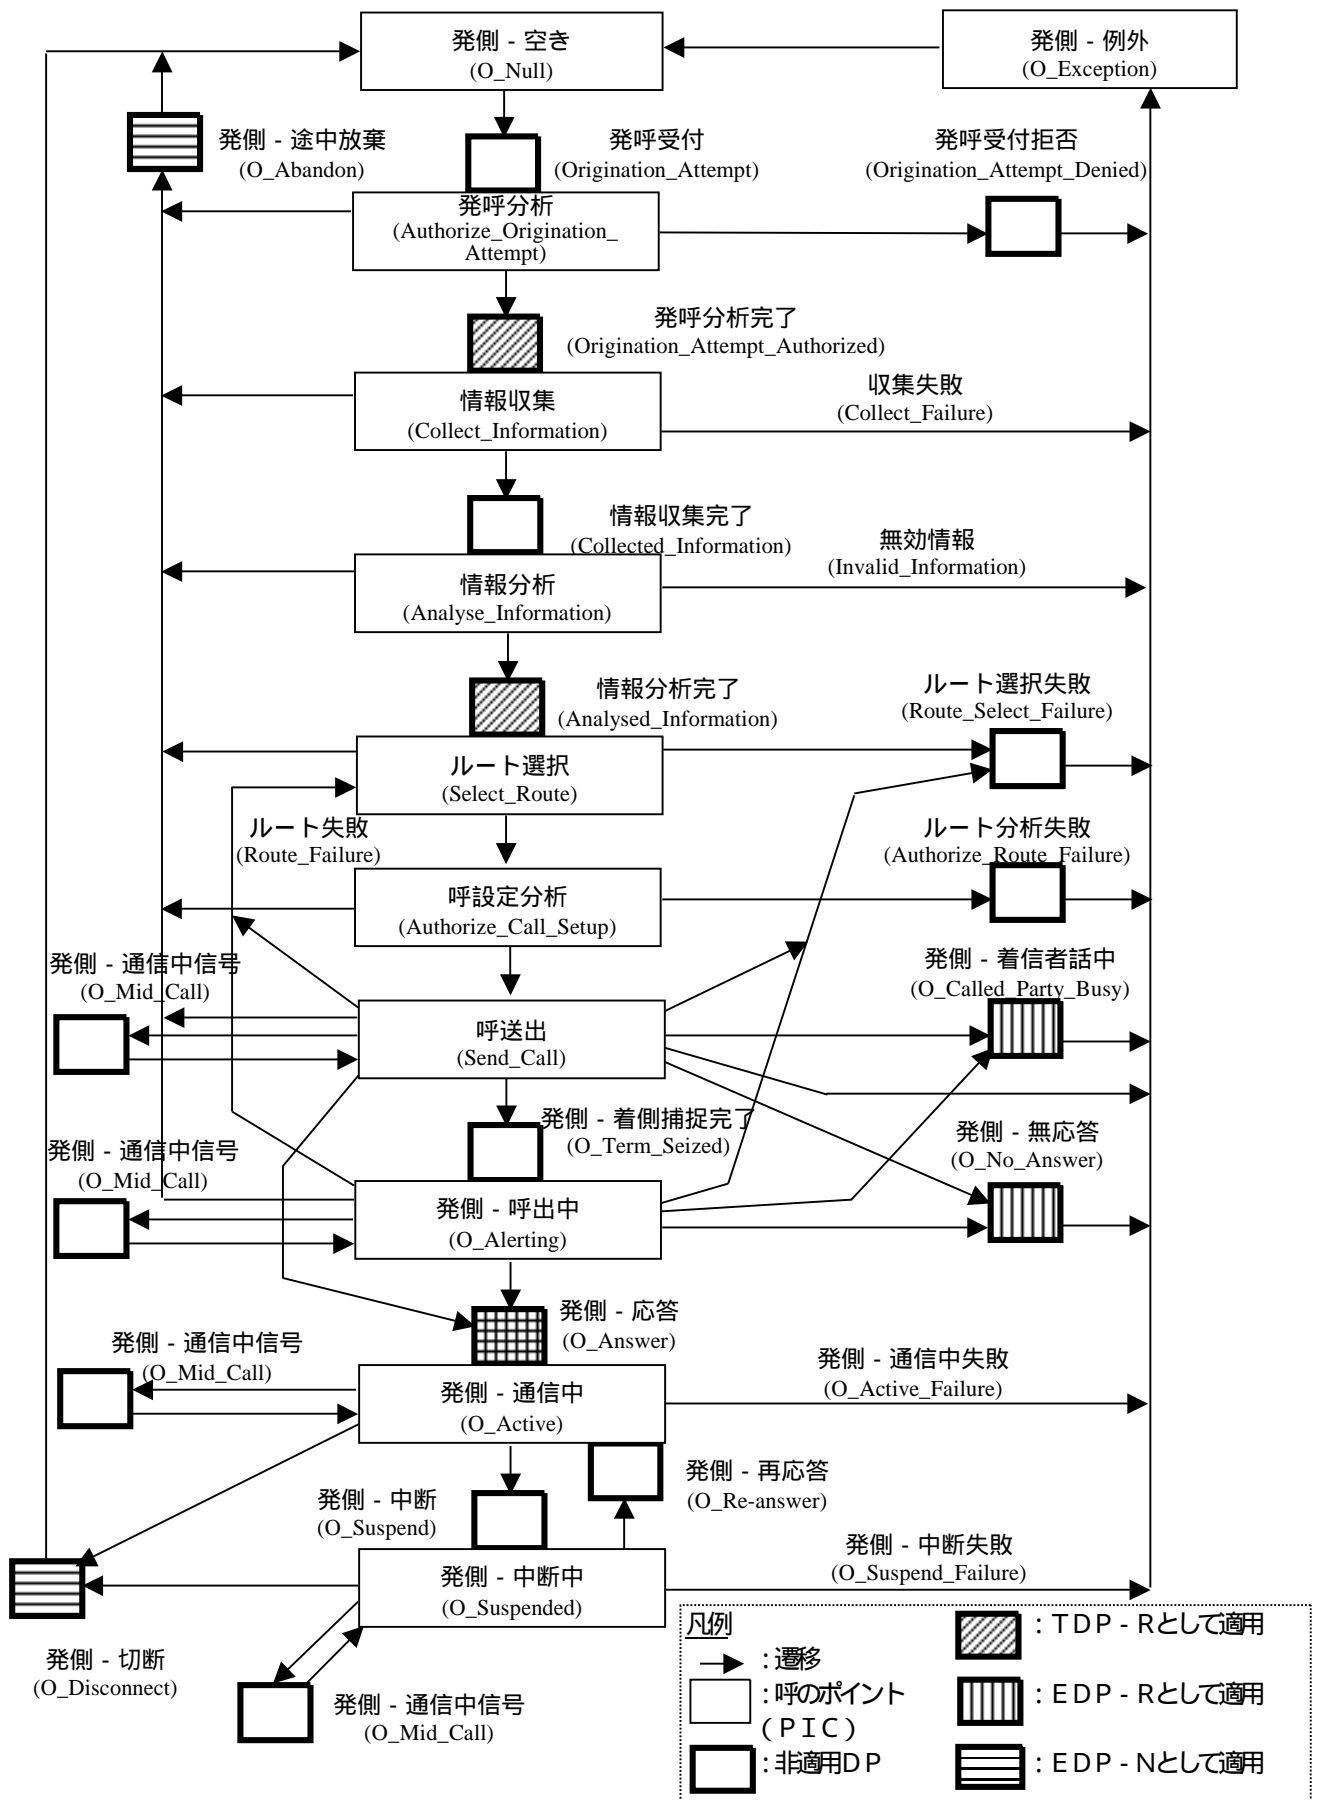 発側 - 空き
(O_Null)
発側 - 例外
(O_Exception)
発側 - 途中放棄
(O_Abandon)
発呼受付
(Origination_Attempt)
発呼受付拒否
(Origination_Attempt_Denied)
発呼分析
(Authorize_Origination_
Attempt)
発呼分析完了
(Origination_Attempt_Authorized)
情報収集
(Collect_Information)
収集失敗
(Collect_Failure)
情報収集完了
(Collected_Information)
無効情報
(Invalid_Information)
情報分析
(Analyse_Information)
情報分析完了
(Analysed_Information)
ルート選択失敗
(Route_Select_Failure)
ルート選択
(Select_Route)
ルート失敗
(Route_Failure)
ルート分析失敗
(Authorize_Route_Failure)
呼設定分析
(Authorize_Call_Setup)
発側 - 通信中信号
(O_Mid_Call)
発側 - 着信者話中
(O_Called_Party_Busy)
呼送出
(Send_Call)
発側 - 着側捕捉完了
(O_Term_Seized)
発側 - 無応答
(O_No_Answer)
発側 - 通信中信号
(O_Mid_Call)
発側 - 呼出中
(O_Alerting)
発側 - 応答
(O_Answer)
発側 - 通信中信号
(O_Mid_Call)
発側 - 通信中失敗
(O_Active_Failure)
発側 - 通信中
(O_Active)
発側 - 再応答
(O_Re-answer)
発側 - 中断
(O_Suspend)
発側 - 中断失敗
(O_Suspend_Failure)
発側 - 中断中
(O_Suspended)
発側 - 切断
(O_Disconnect)
発側 - 通信中信号
(O_Mid_Call)
凡例
：遷移
：呼のポイント
(ＰＩＣ)
：非適用ＤＰ
：ＴＤＰ - Ｒとして適用
：ＥＤＰ - Ｒとして適用
：ＥＤＰ - Ｎとして適用